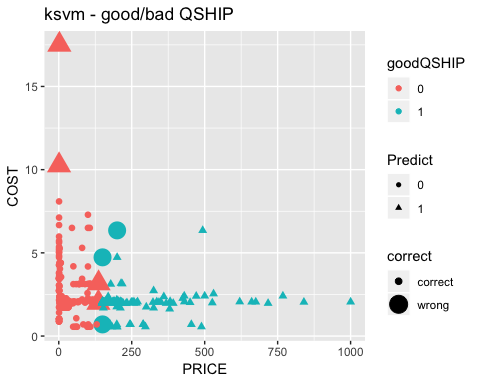 ksvm - good/bad QSHIP
COST
15
10
5
0
0
250
500
750
1000
PRICE
goodQSHIP
0
1
Predict
0
1
correct
correct
wrong